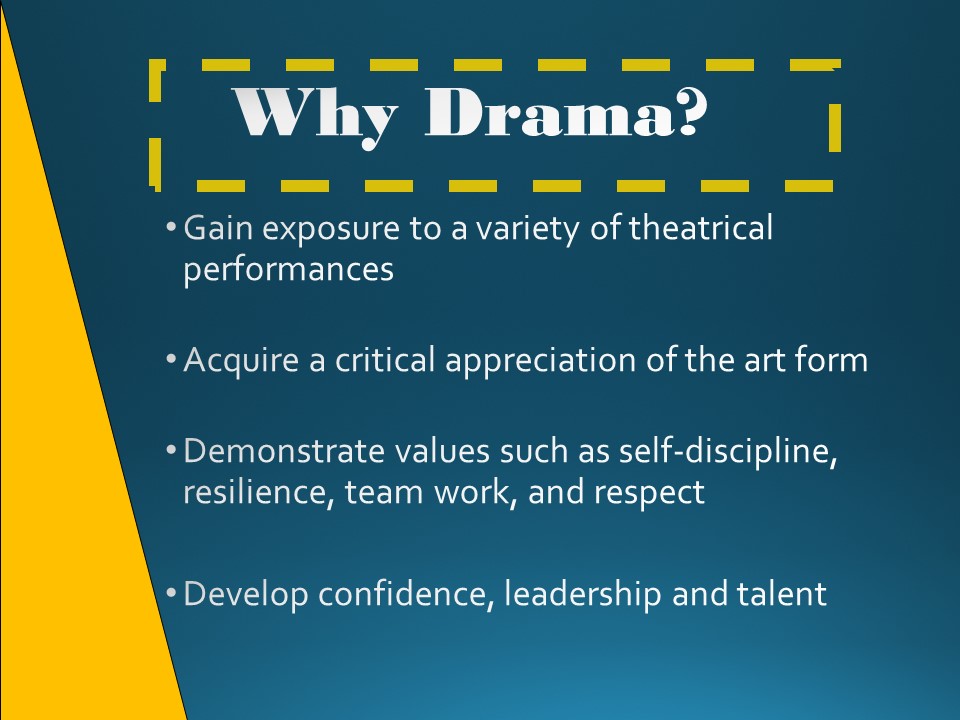 Why Drama?
• Gain exposure to a variety of theatrical
performances
• Acquire a critical appreciation of the art form
• Demonstrate values such as self-discipline,
resilience, team work, and respect
• Develop confidence, leadership and talent